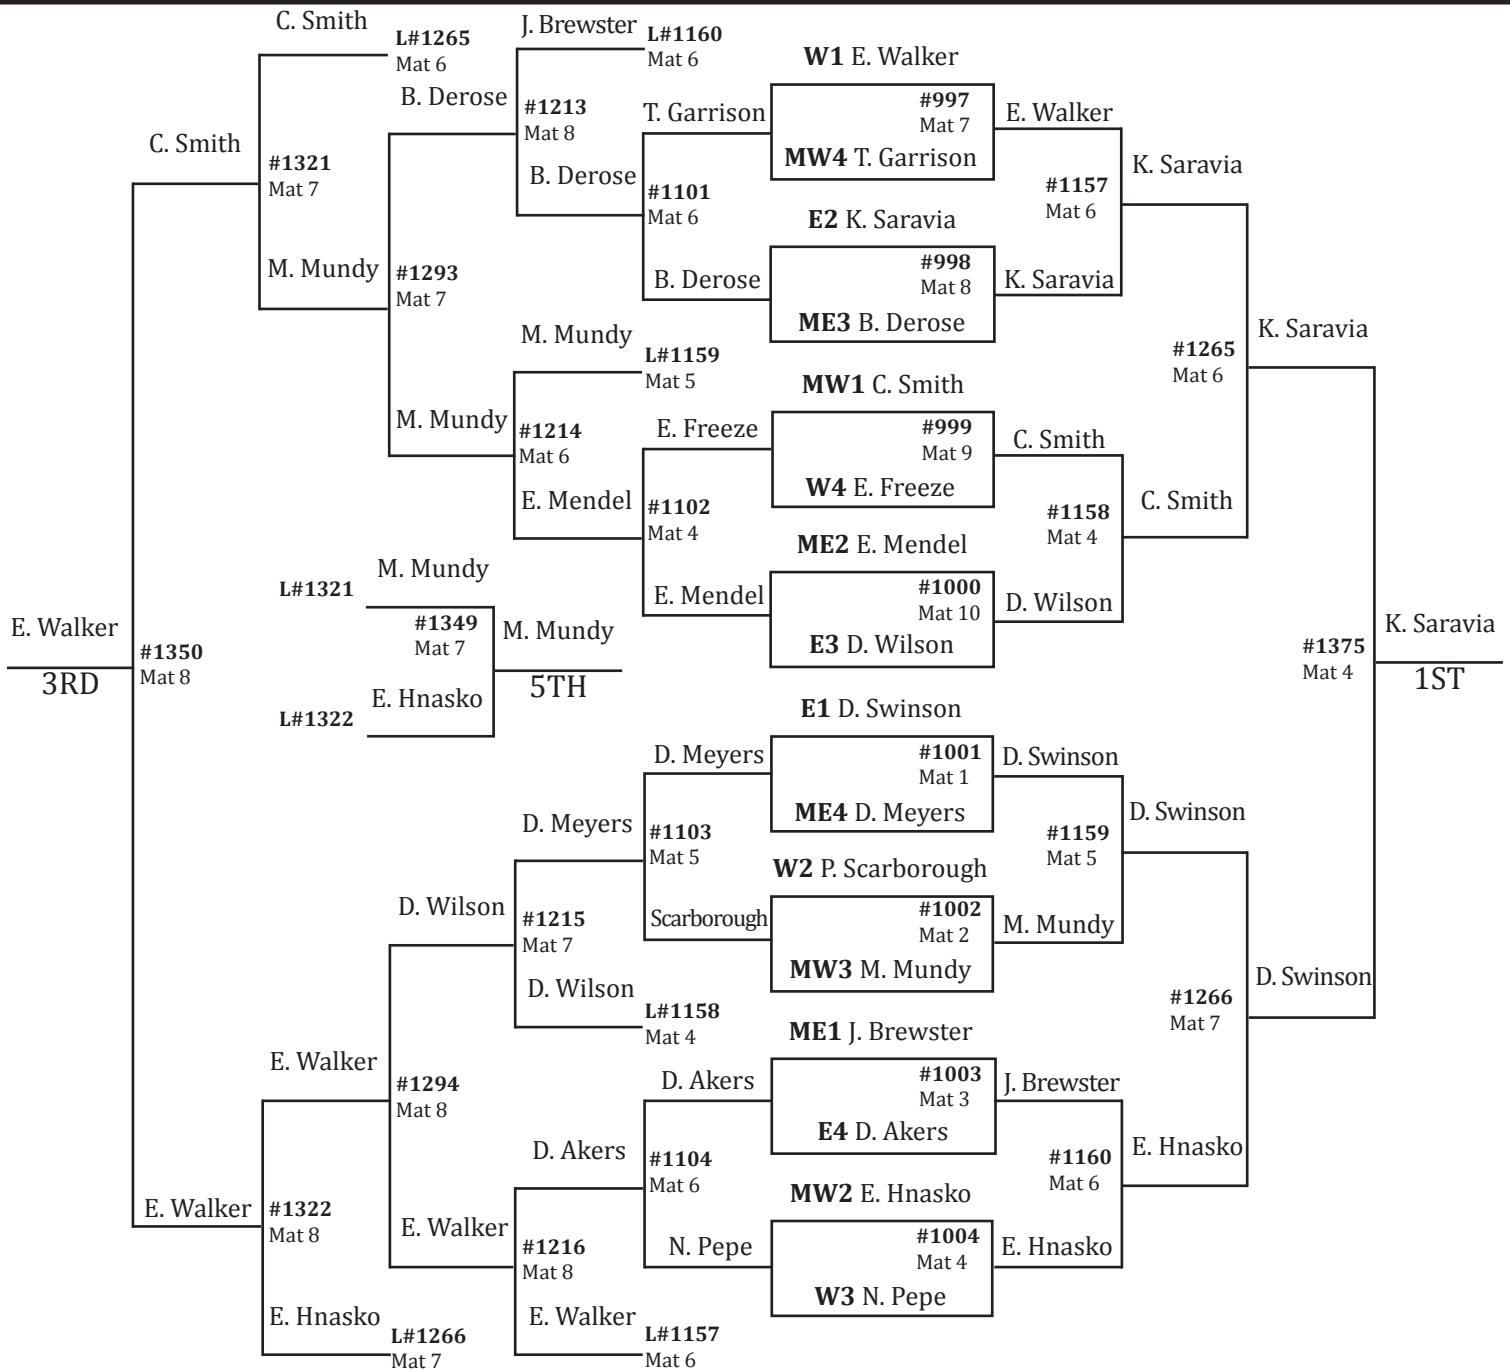 C. Smith
L#1265
Mat 6
J. Brewster
L#1160
Mat 6
W1 E. Walker
B. Derose
#1213
Mat 8
T. Garrison
#997
Mat 7
E. Walker
C. Smith
#1321
Mat 7
B. Derose
#1101
Mat 6
MW4 T. Garrison
#1157
Mat 6
K. Saravia
E2 K. Saravia
M. Mundy
#1293
Mat 7
B. Derose
#998
Mat 8
K. Saravia
ME3 B. Derose
M. Mundy
L#1159
Mat 5
K. Saravia
#1265
Mat 6
MW1 C. Smith
M. Mundy
#1214
Mat 6
E. Freeze
#999
Mat 9
C. Smith
W4 E. Freeze
E. Mendel
#1102
Mat 4
#1158
Mat 4
C. Smith
ME2 E. Mendel
M. Mundy
L#1321
E. Mendel
#1000
Mat 10
D. Wilson
E. Walker
#1349
Mat 7
M. Mundy
E3 D. Wilson
K. Saravia
#1350
Mat 8
3RD
E. Hnasko
5TH
#1375
Mat 4
1ST
L#1322
E1 D. Swinson
D. Meyers
#1001
Mat 1
D. Swinson
ME4 D. Meyers
D. Meyers
#1103
Mat 5
#1159
Mat 5
D. Swinson
W2 P. Scarborough
D. Wilson
#1215
Mat 7
Scarborough
#1002
Mat 2
M. Mundy
MW3 M. Mundy
D. Wilson
L#1158
Mat 4
#1266
Mat 7
D. Swinson
ME1 J. Brewster
E. Walker
#1294
Mat 8
D. Akers
#1003
Mat 3
J. Brewster
E4 D. Akers
D. Akers
#1104
Mat 6
#1160
Mat 6
E. Hnasko
MW2 E. Hnasko
E. Walker
#1322
Mat 8
E. Walker
#1216
Mat 8
N. Pepe
#1004
Mat 4
E. Hnasko
W3 N. Pepe
E. Hnasko
L#1266
Mat 7
E. Walker
L#1157
Mat 6